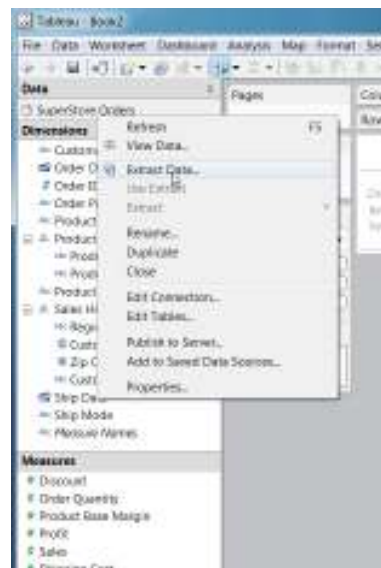 Tableau - Book2
File Data Worksheet Dashboard Analysis Map Format
Data
Pages
SuperStore Orders
Dimensions
Refresh F5
View Data...
Extract Data...
Use Extract
Extract
Rename...
Duplicate
Close
Edit Connection...
Edit Tables...
Publish to Server...
Add to Saved Data Sources...
Properties...
Ship Mode
Measure Names
Measures
Discount
Order Quantity
Product Base Margin
Profit
Sales
Shipping Cost